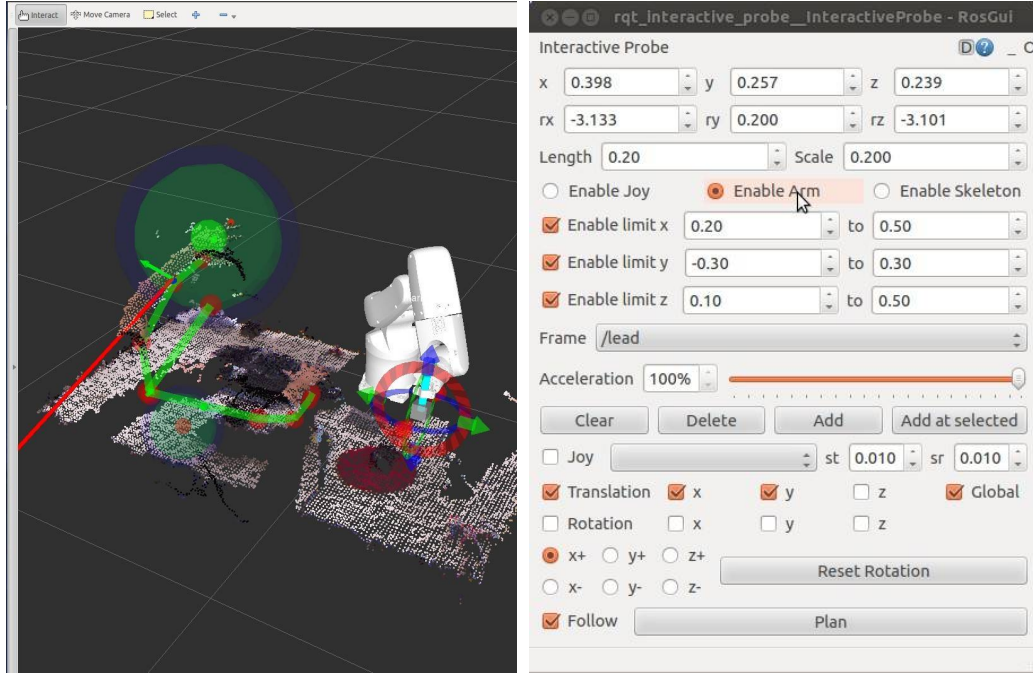 Interact Move Camera Select
rqt_interactive_probe__InteractiveProbe - RosGui
Interactive Probe D ? _ O
x 0.398 y 0.257 z 0.239
rx -3.133 ry 0.200 rz -3.101
Length 0.20 Scale 0.200
Enable Joy Enable Arm Enable Skeleton
Enable limit x 0.20 to 0.50
Enable limit y -0.30 to 0.30
Enable limit z 0.10 to 0.50
Frame /lead
Acceleration 100%
Clear Delete Add Add at selected
Joy st 0.010 sr 0.010
Translation x y z Global
Rotation x y z
x+ y+ z+
Reset Rotation
x- y- z-
Follow Plan